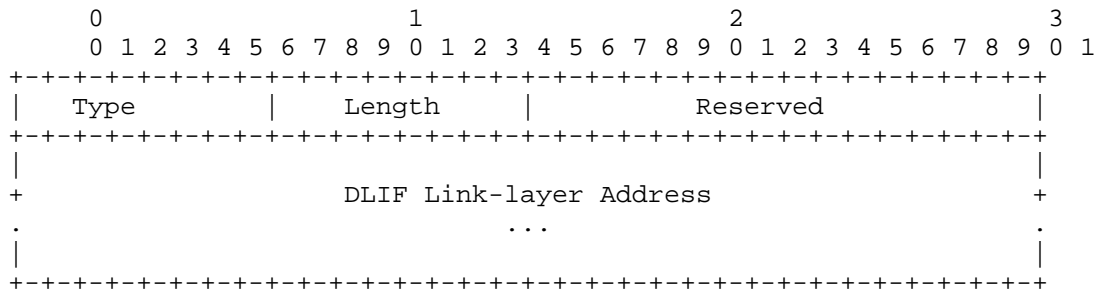 0                   1                   2                   3
 0 1 2 3 4 5 6 7 8 9 0 1 2 3 4 5 6 7 8 9 0 1 2 3 4 5 6 7 8 9 0 1
+-+-+-+-+-+-+-+-+-+-+-+-+-+-+-+-+-+-+-+-+-+-+-+-+-+-+-+-+-+-+-+-+
|   Type        |    Length     |          Reserved             |
+-+-+-+-+-+-+-+-+-+-+-+-+-+-+-+-+-+-+-+-+-+-+-+-+-+-+-+-+-+-+-+-+
|                                                               |
+                    DLIF Link-layer Address                    +
.                              ...                              .
|                                                               |
+-+-+-+-+-+-+-+-+-+-+-+-+-+-+-+-+-+-+-+-+-+-+-+-+-+-+-+-+-+-+-+-+